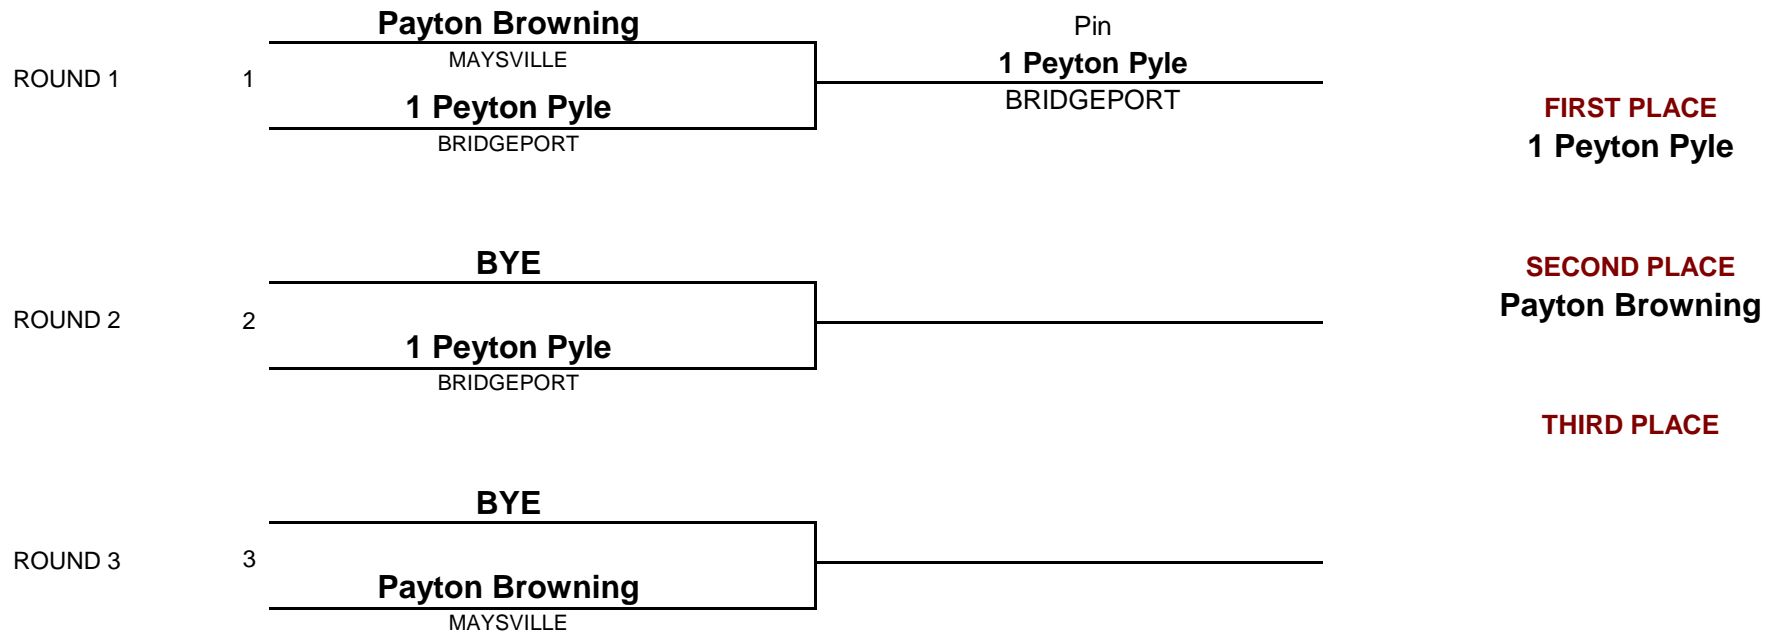 Payton Browning
MAYSVILLE
ROUND 1
1
1 Peyton Pyle
BRIDGEPORT
Pin
1 Peyton Pyle
BRIDGEPORT
FIRST PLACE
1 Peyton Pyle
BYE
ROUND 2
2
1 Peyton Pyle
BRIDGEPORT
SECOND PLACE
Payton Browning
THIRD PLACE
BYE
ROUND 3
3
Payton Browning
MAYSVILLE